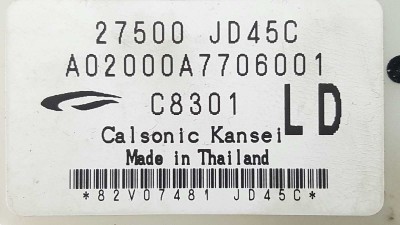 27500 JD45C
A02000A7706001
C8301
LD
Calsonic Kansei
Made in Thailand
*82V07481 JD45C*